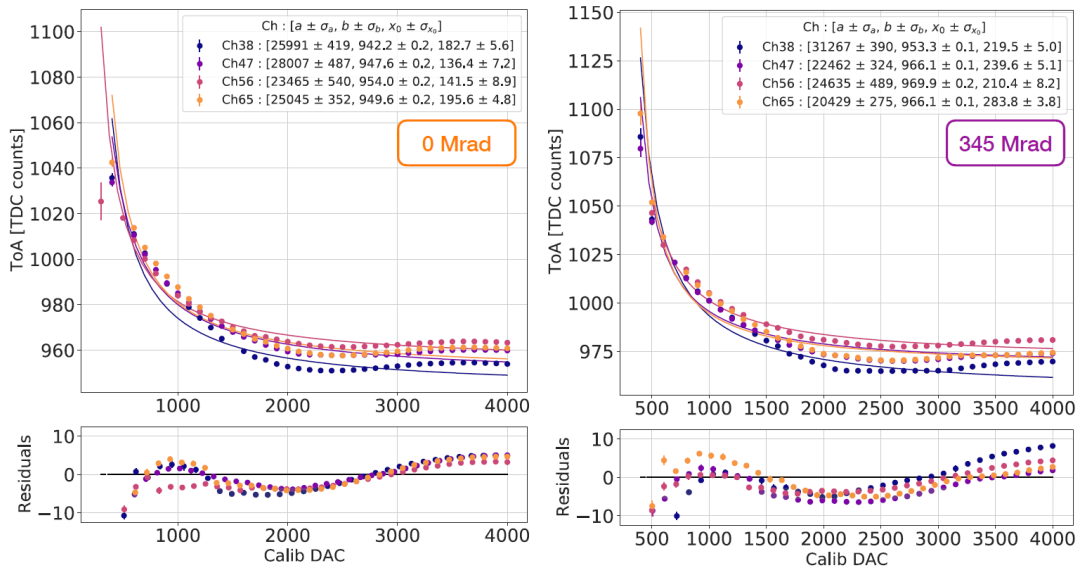 Ch : [a ± σa, b ± σb, x0 ± σx0]
Ch38 : [25991 ± 419, 942.2 ± 0.2, 182.7 ± 5.6]
Ch47 : [28007 ± 487, 947.6 ± 0.2, 136.4 ± 7.2]
Ch56 : [23465 ± 540, 954.0 ± 0.2, 141.5 ± 8.9]
Ch65 : [25045 ± 352, 949.6 ± 0.2, 195.6 ± 4.8]
0 Mrad
ToA [TDC counts]
1100
1080
1060
1040
1020
1000
980
960
1000 2000 3000 4000
Residuals
10
0
−10
1000 2000 3000 4000
Calib DAC
Ch : [a ± σa, b ± σb, x0 ± σx0]
Ch38 : [31267 ± 390, 953.3 ± 0.1, 219.5 ± 5.0]
Ch47 : [22462 ± 324, 966.1 ± 0.1, 239.6 ± 5.1]
Ch56 : [24635 ± 489, 969.9 ± 0.2, 210.4 ± 8.2]
Ch65 : [20429 ± 275, 966.1 ± 0.1, 283.8 ± 3.8]
345 Mrad
ToA [TDC counts]
1150
1125
1100
1075
1050
1025
1000
975
500 1000 1500 2000 2500 3000 3500 4000
Residuals
10
0
−10
500 1000 1500 2000 2500 3000 3500 4000
Calib DAC